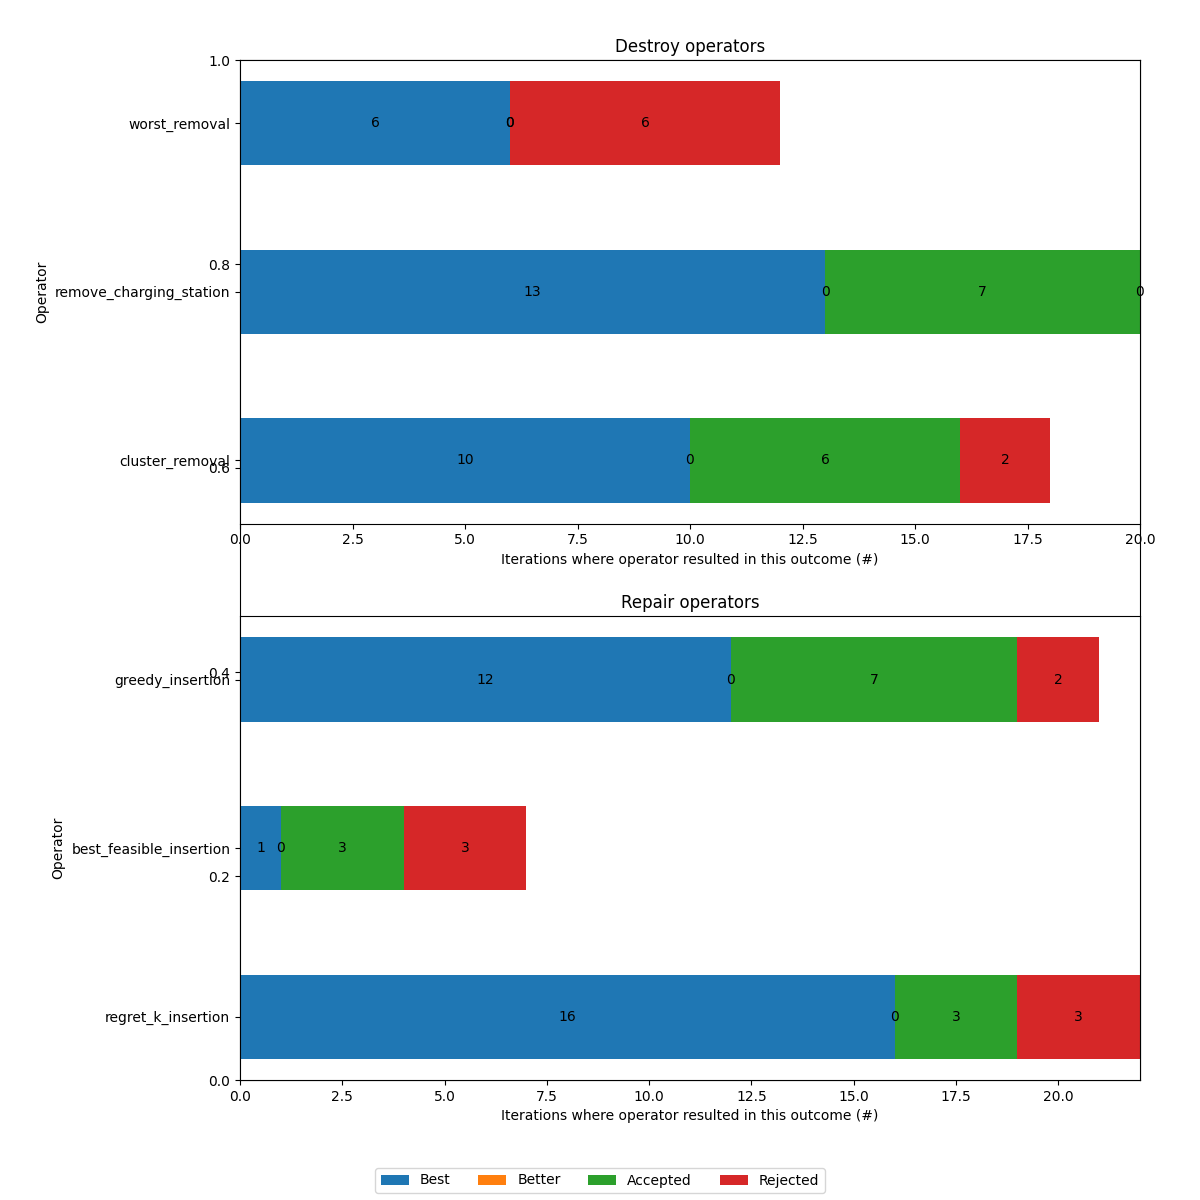 Destroy operators
1.0
worst_removal 6 0 0 6
0.8
Operator
remove_charging_station 13 0 7 0
cluster_removal 10 0 6 2
0.6
0.0 2.5 5.0 7.5 10.0 12.5 15.0 17.5 20.0
Iterations where operator resulted in this outcome (#)
Repair operators
0.4
greedy_insertion 12 0 7 2
Operator
best_feasible_insertion 1 0 3 3
0.2
regret_k_insertion 16 0 3 3
0.0
0.0 2.5 5.0 7.5 10.0 12.5 15.0 17.5 20.0
Iterations where operator resulted in this outcome (#)
Best Better Accepted Rejected